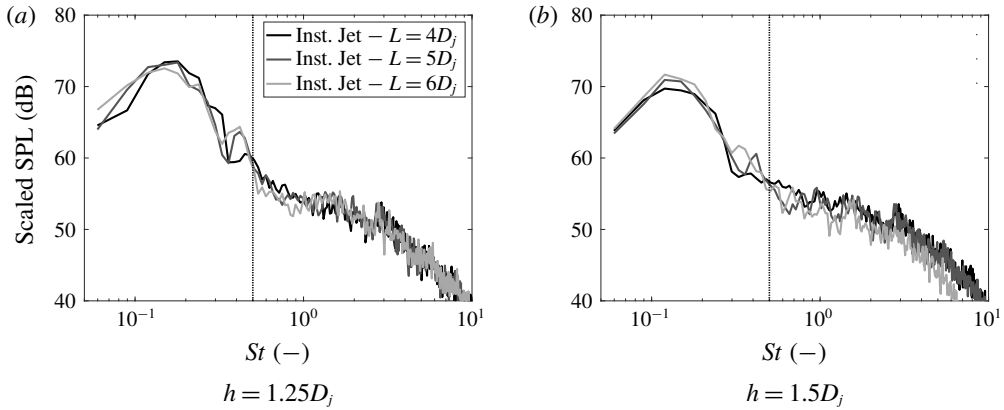 (a)
Inst. Jet – L = 4Dj
Inst. Jet – L = 5Dj
Inst. Jet – L = 6Dj
80
70
60
50
40
Scaled SPL (dB)
10⁻¹
10⁰
10¹
St (–)
h = 1.25Dj
(b)
80
70
60
50
40
10⁻¹
10⁰
10¹
St (–)
h = 1.5Dj